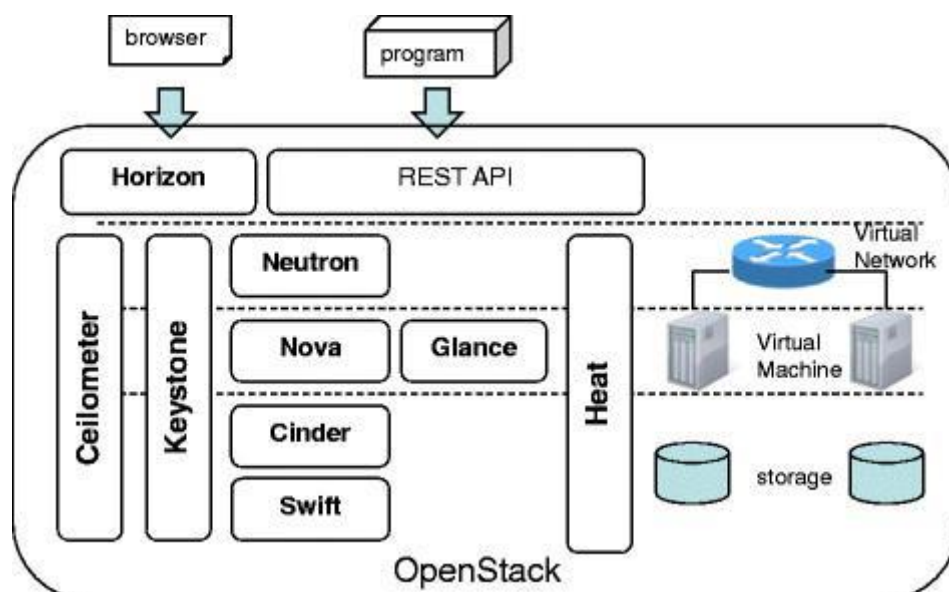 browser
program
Horizon
REST API
Ceilometer
Keystone
Neutron
Heat
Virtual
Network
Nova
Glance
Virtual
Machine
Cinder
storage
Swift
OpenStack